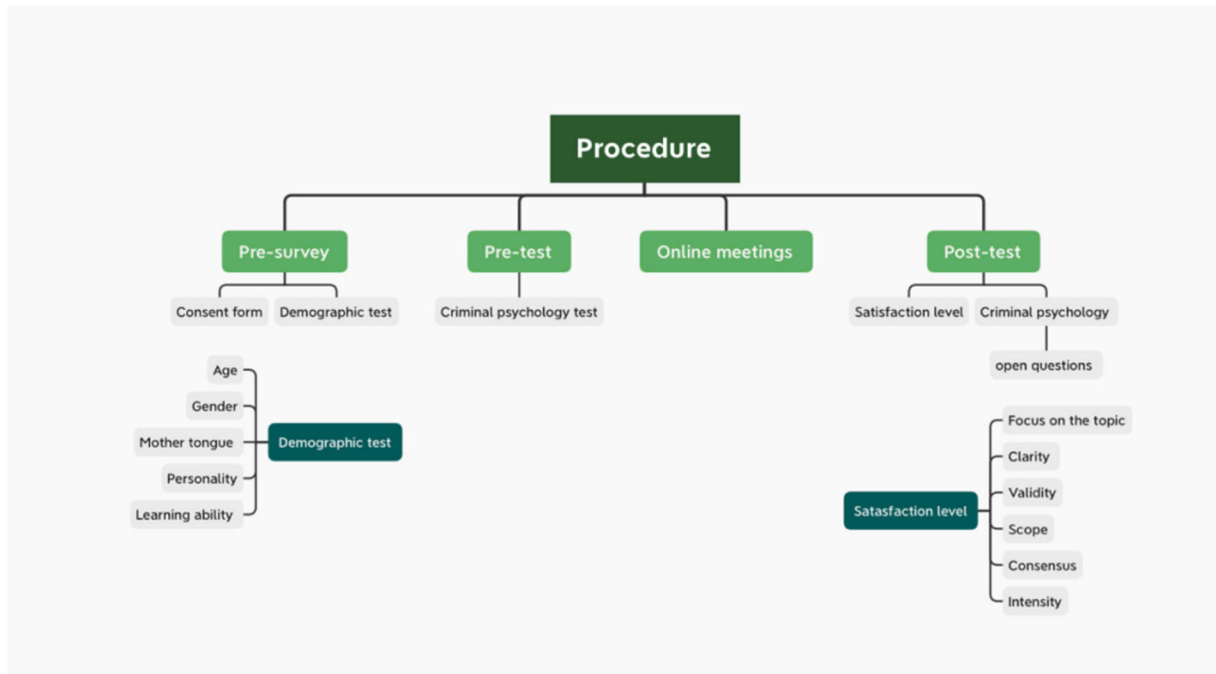 Procedure
Pre-survey
Pre-test
Online meetings
Post-test
Consent form
Demographic test
Criminal psychology test
Satisfaction level
Criminal psychology
open questions
Age
Gender
Mother tongue
Personality
Learning ability
Demographic test
Satasfaction level
Focus on the topic
Clarity
Validity
Scope
Consensus
Intensity